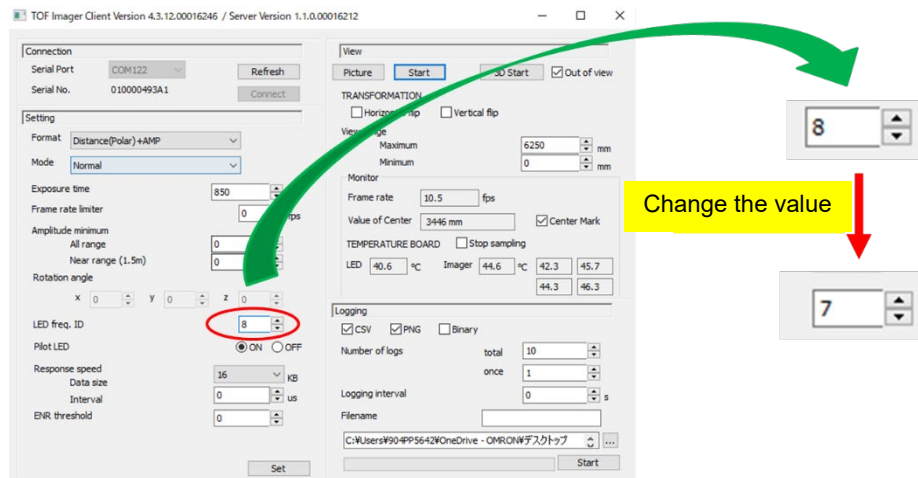 TOF Imager Client Version 4.3.12.00016246 / Server Version 1.1.0.00016212
Connection
Serial Port COM122 Refresh
Serial No. 010000493A1 Connect
Setting
Format Distance(Polar)+AMP
Mode Normal
Exposure time 850
Frame rate limiter 0 fps
Amplitude minimum
All range 0
Near range (1.5m) 0
Rotation angle
x 0 y 0 z 0
LED freq. ID 8
Pilot LED ON OFF
Response speed
Data size 16 KB
Interval 0 us
ENR threshold 0
Set
View
Picture Start 3D Start Out of view
TRANSFORMATION
Horizontal flip Vertical flip
Maximum 6250 mm
Minimum 0 mm
Monitor
Frame rate 10.5 fps
Value of Center 3446 mm Center Mark
TEMPERATURE BOARD Stop sampling
LED 40.6 ℃ Imager 44.6 ℃ 42.3 45.7
44.3 46.3
Logging
CSV PNG Binary
Number of logs total 10
once 1
Logging interval 0 s
Filename
C:¥Users¥904PP5642¥OneDrive - OMRON¥デスクトップ ...
Start
8
Change the value
7